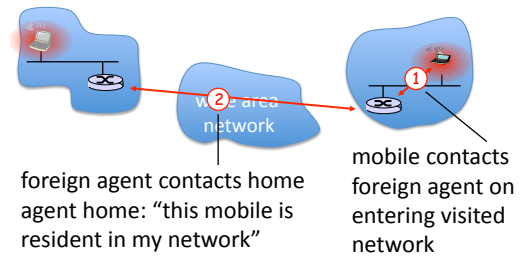 1
2
area
network
foreign agent contacts home
agent home: “this mobile is
resident in my network”
mobile contacts
foreign agent on
entering visited
network